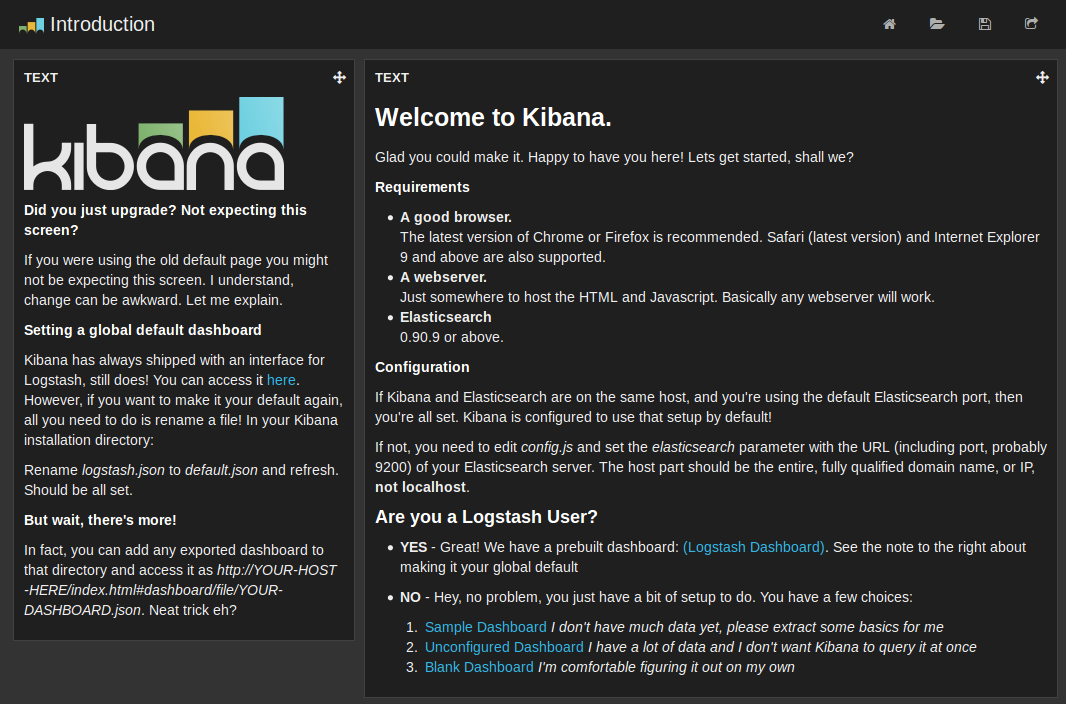 Introduction
TEXT
kibana
Did you just upgrade? Not expecting this
screen?
If you were using the old default page you might
not be expecting this screen. I understand,
change can be awkward. Let me explain.
Setting a global default dashboard
Kibana has always shipped with an interface for
Logstash, still does! You can access it here.
However, if you want to make it your default again,
all you need to do is rename a file! In your Kibana
installation directory:
Rename logstash.json to default.json and refresh.
Should be all set.
But wait, there's more!
In fact, you can add any exported dashboard to
that directory and access it as http://YOUR-HOST
-HERE/index.html#dashboard/file/YOUR-
DASHBOARD.json. Neat trick eh?
TEXT
Welcome to Kibana.
Glad you could make it. Happy to have you here! Lets get started, shall we?
Requirements
• A good browser.
The latest version of Chrome or Firefox is recommended. Safari (latest version) and Internet Explorer
9 and above are also supported.
• A webserver.
Just somewhere to host the HTML and Javascript. Basically any webserver will work.
• Elasticsearch
0.90.9 or above.
Configuration
If Kibana and Elasticsearch are on the same host, and you're using the default Elasticsearch port, then
you're all set. Kibana is configured to use that setup by default!
If not, you need to edit config.js and set the elasticsearch parameter with the URL (including port, probably
9200) of your Elasticsearch server. The host part should be the entire, fully qualified domain name, or IP,
not localhost.
Are you a Logstash User?
• YES - Great! We have a prebuilt dashboard: (Logstash Dashboard). See the note to the right about
making it your global default
• NO - Hey, no problem, you just have a bit of setup to do. You have a few choices:
1. Sample Dashboard I don't have much data yet, please extract some basics for me
2. Unconfigured Dashboard I have a lot of data and I don't want Kibana to query it at once
3. Blank Dashboard I'm comfortable figuring it out on my own